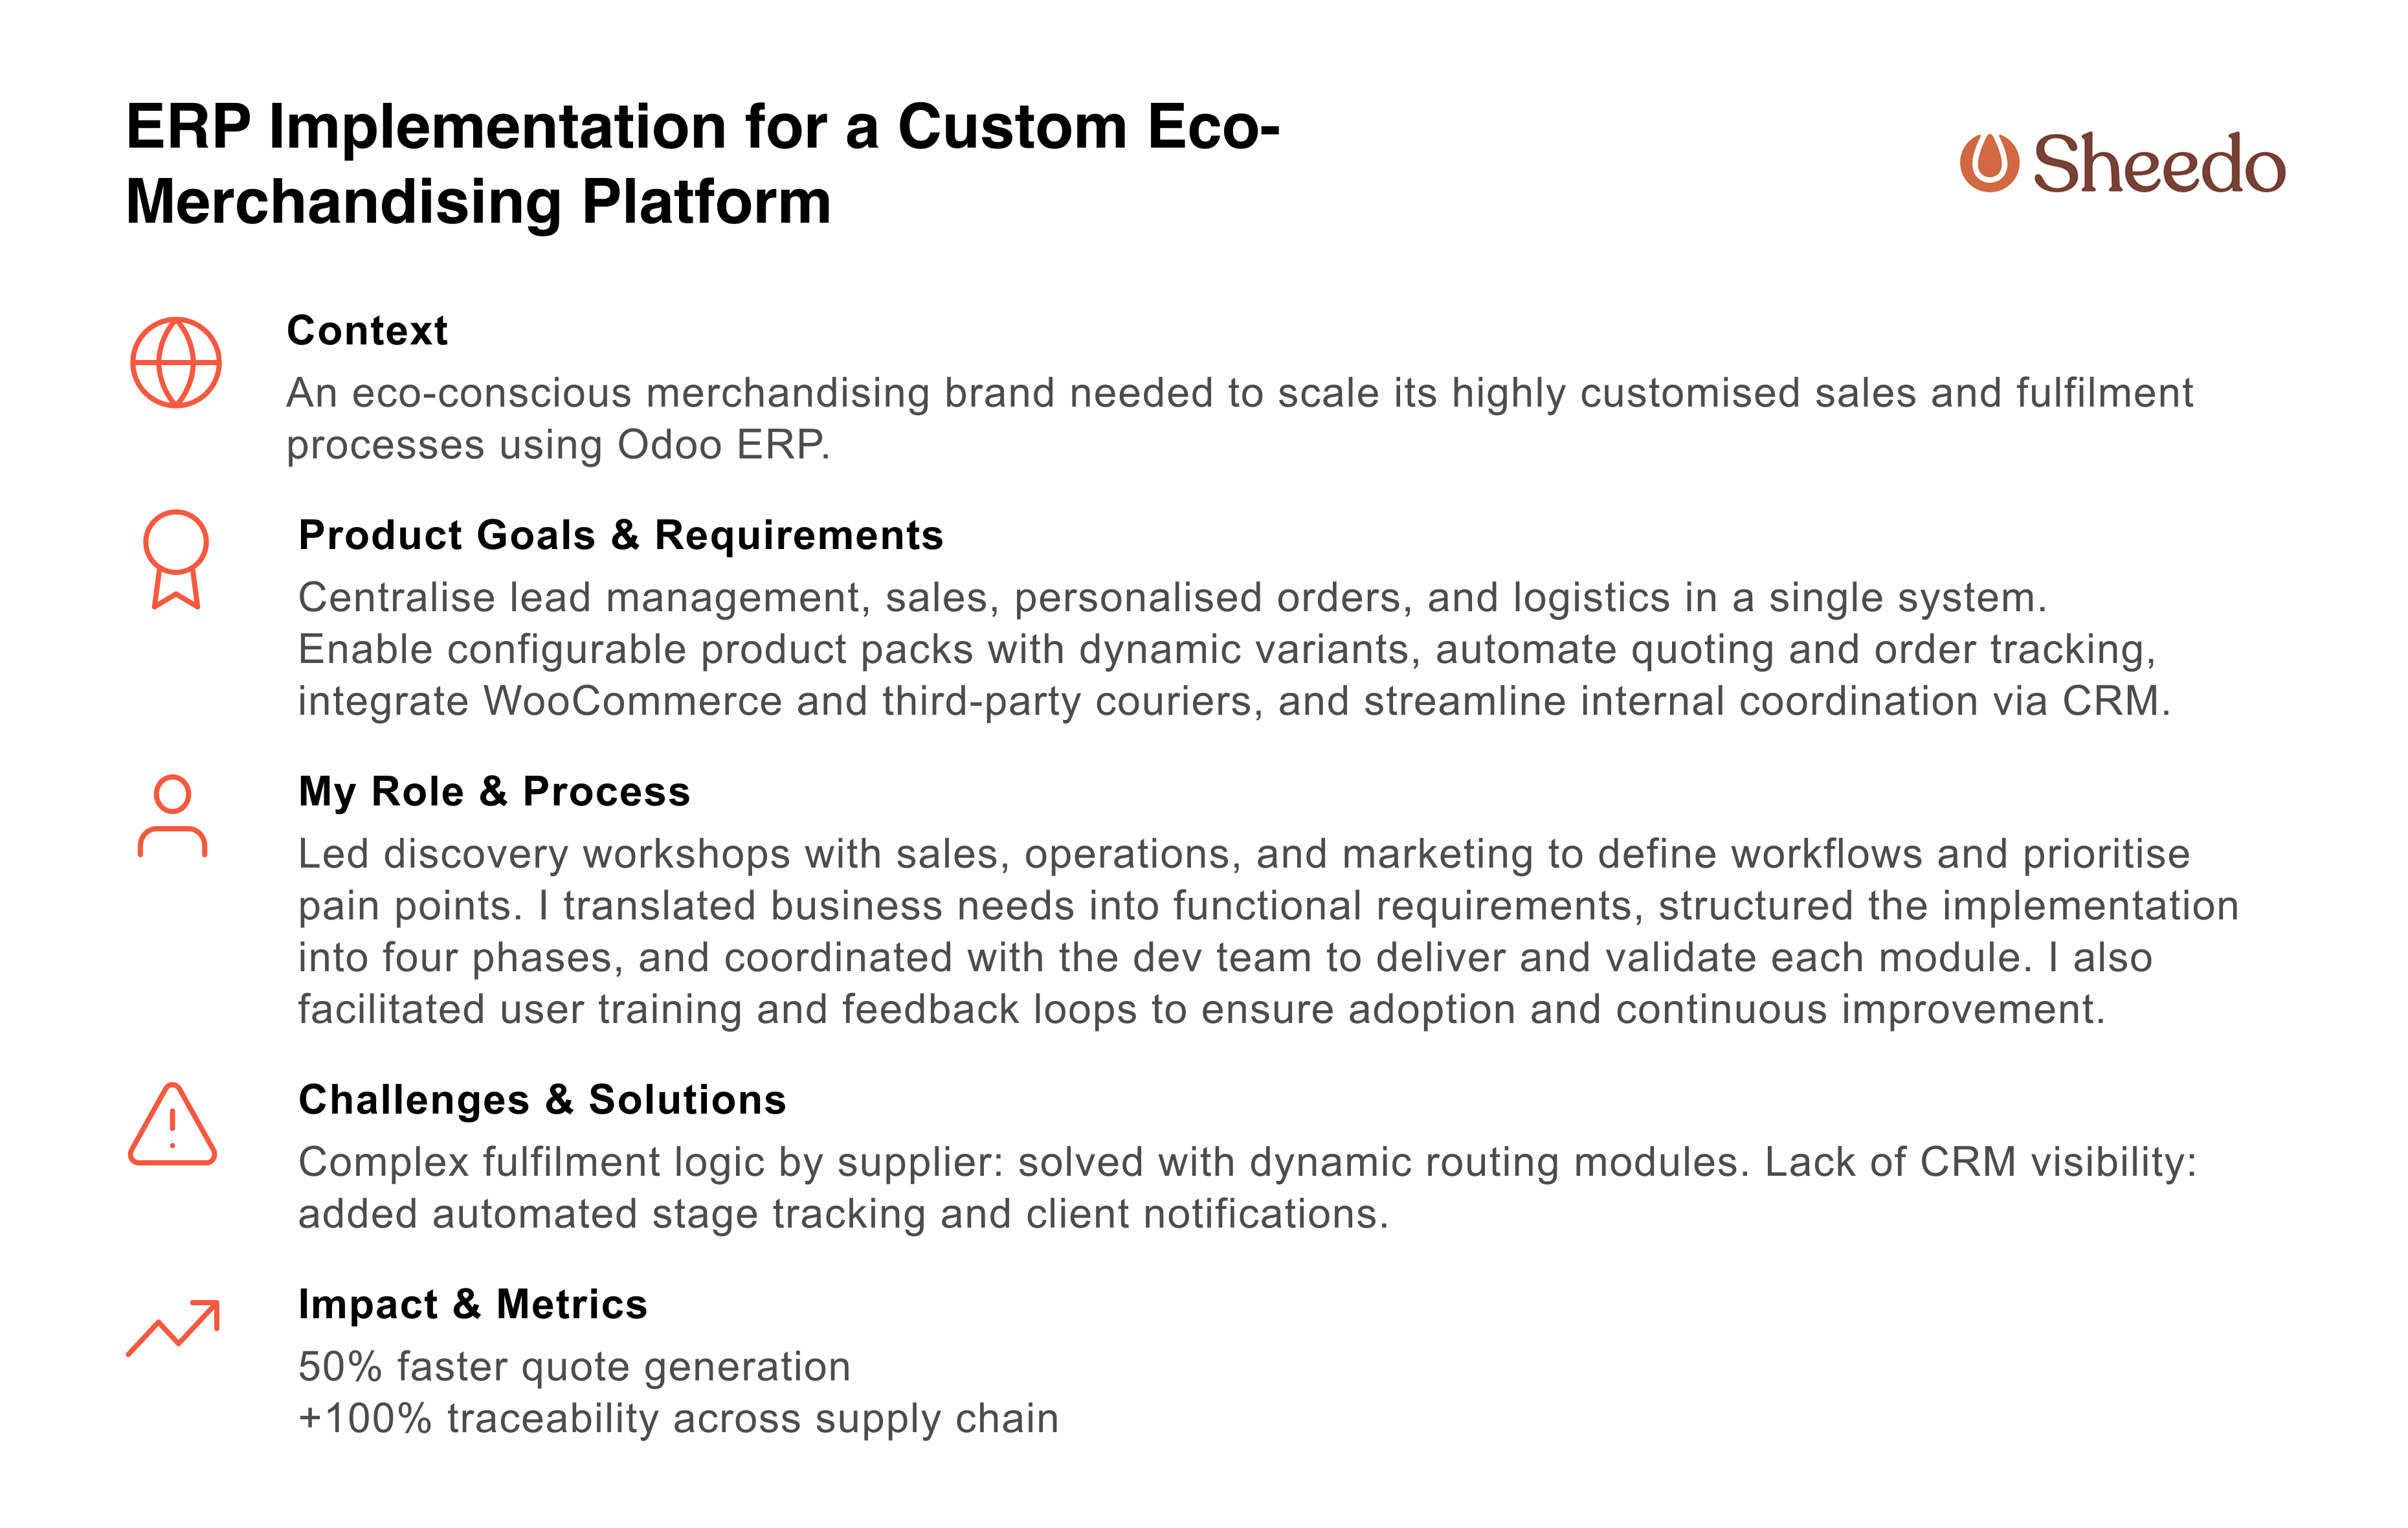 ERP Implementation for a Custom Eco-
Merchandising Platform
Sheedo
Context
An eco-conscious merchandising brand needed to scale its highly customised sales and fulfilment
processes using Odoo ERP.
Product Goals & Requirements
Centralise lead management, sales, personalised orders, and logistics in a single system.
Enable configurable product packs with dynamic variants, automate quoting and order tracking,
integrate WooCommerce and third-party couriers, and streamline internal coordination via CRM.
My Role & Process
Led discovery workshops with sales, operations, and marketing to define workflows and prioritise
pain points. I translated business needs into functional requirements, structured the implementation
into four phases, and coordinated with the dev team to deliver and validate each module. I also
facilitated user training and feedback loops to ensure adoption and continuous improvement.
Challenges & Solutions
Complex fulfilment logic by supplier: solved with dynamic routing modules. Lack of CRM visibility:
added automated stage tracking and client notifications.
Impact & Metrics
50% faster quote generation
+100% traceability across supply chain